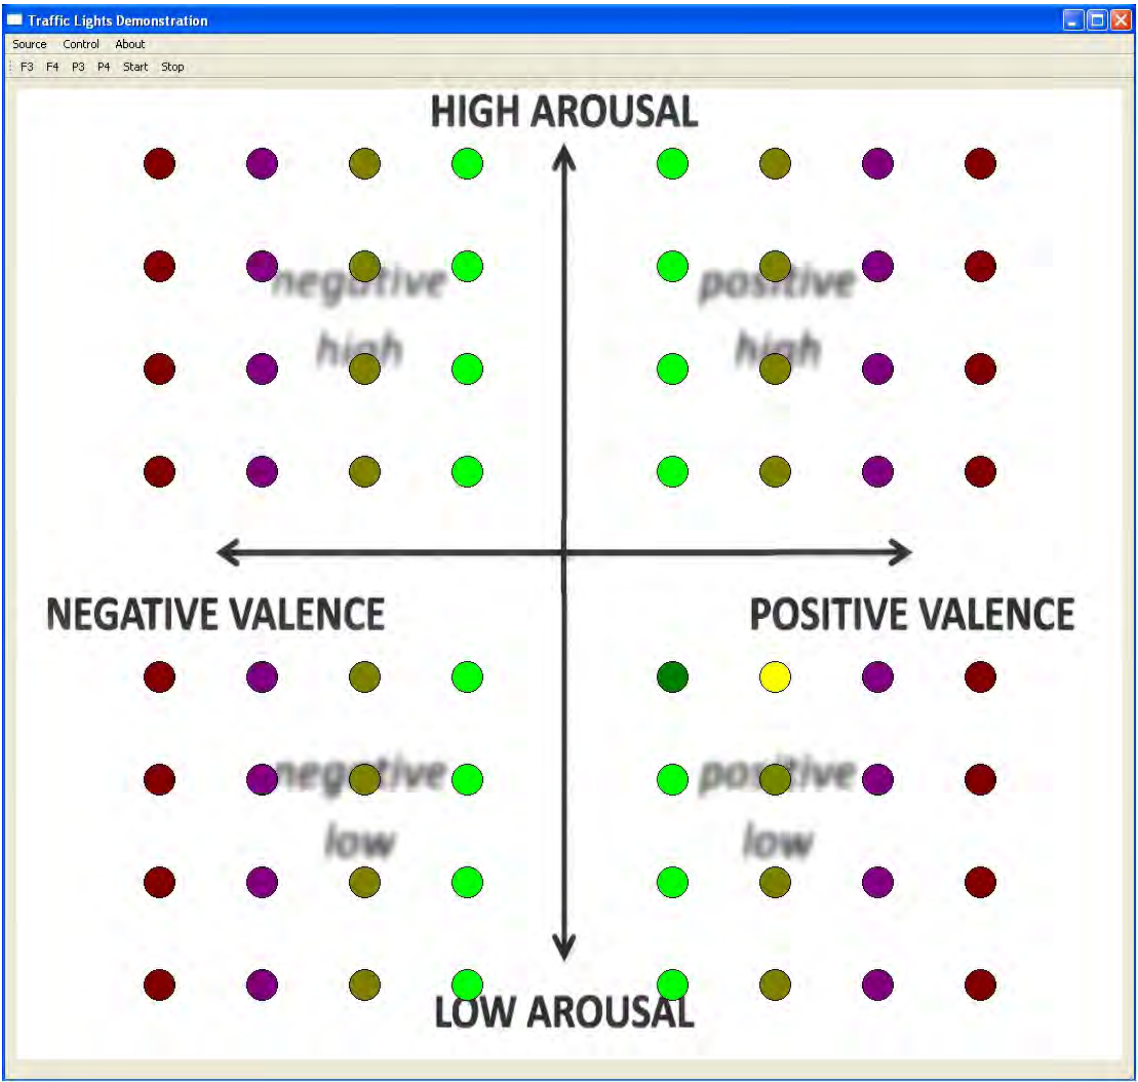 Traffic Lights Demonstration
Source Control About
F3 F4 P3 P4 Start Stop
HIGH AROUSAL
negative positive
high high
NEGATIVE VALENCE POSITIVE VALENCE
negative positive
low low
LOW AROUSAL